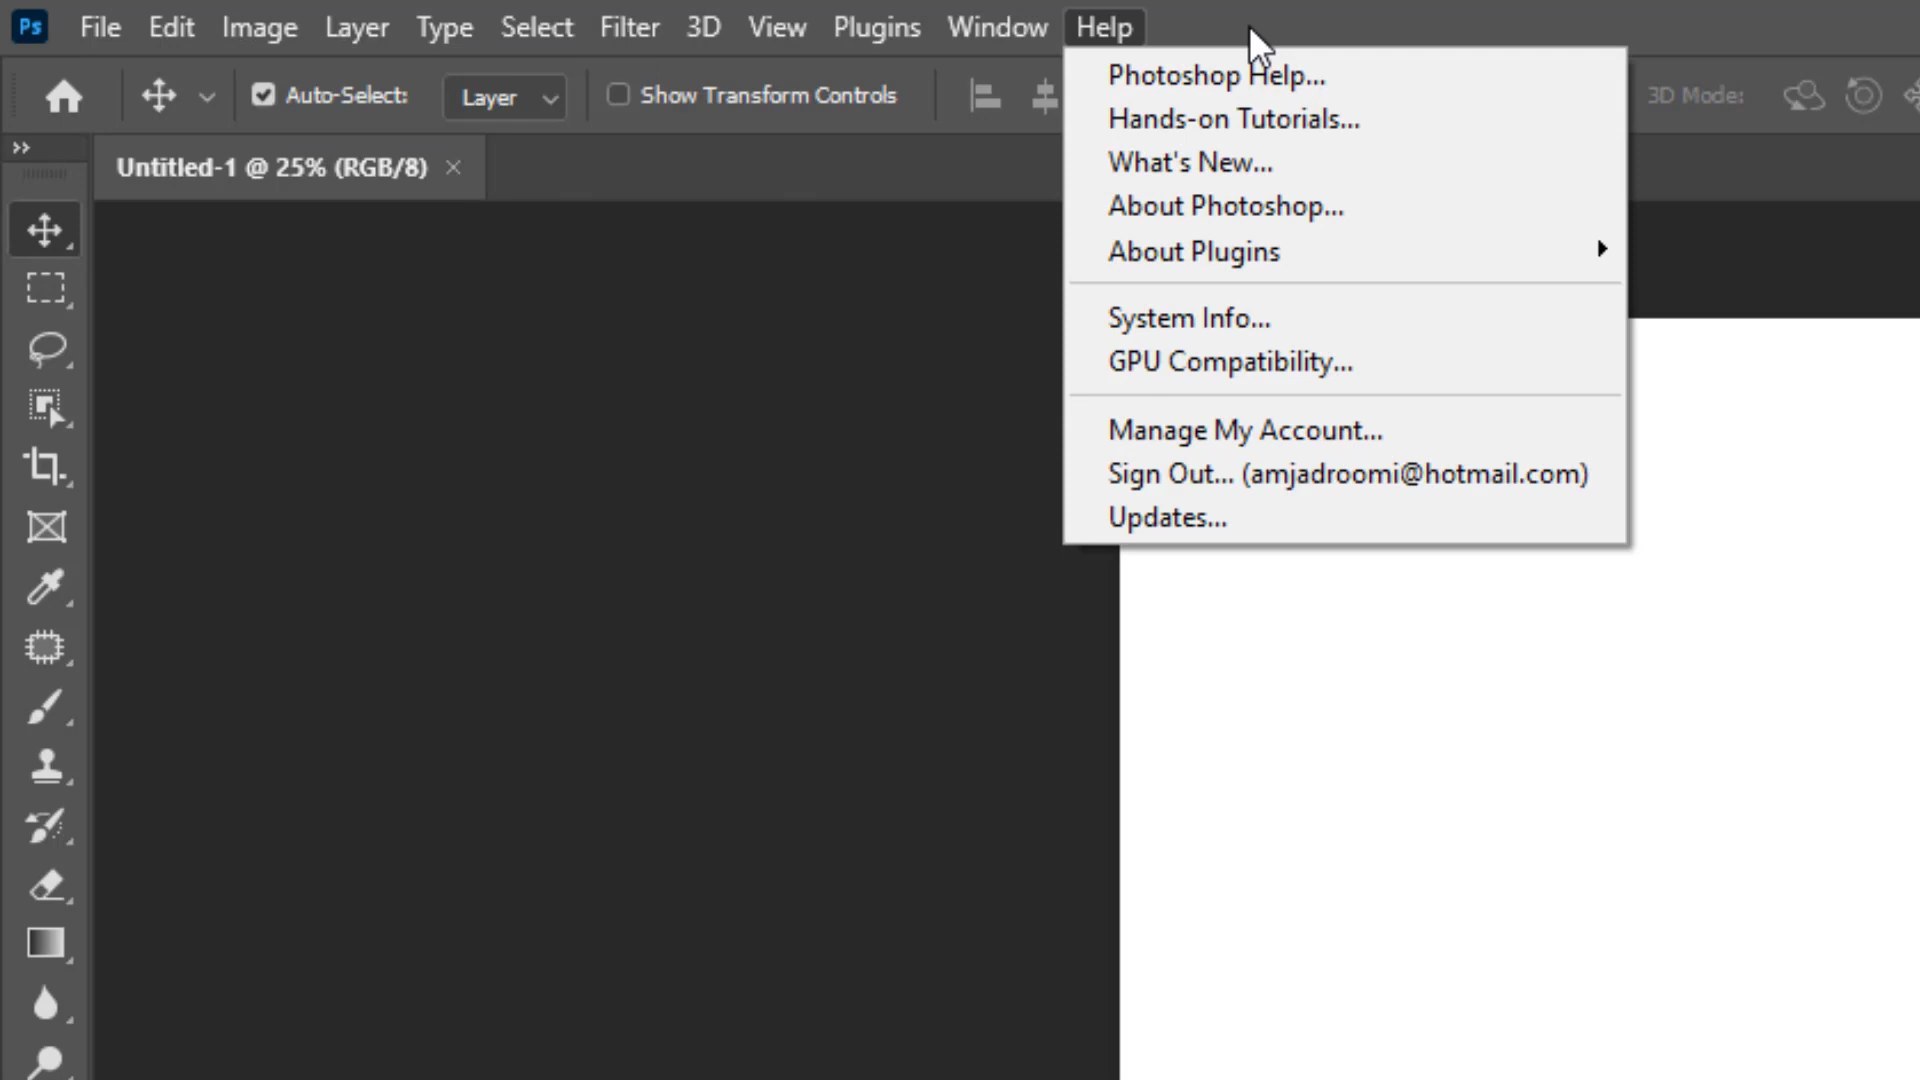 Ps File Edit Image Layer Type Select Filter 3D View Plugins Window Help
Auto-Select: Layer Show Transform Controls 3D Mode:
Untitled-1 @ 25% (RGB/8)
Photoshop Help...
Hands-on Tutorials...
What's New...
About Photoshop...
About Plugins
System Info...
GPU Compatibility...
Manage My Account...
Sign Out... (amjadroomi@hotmail.com)
Updates...